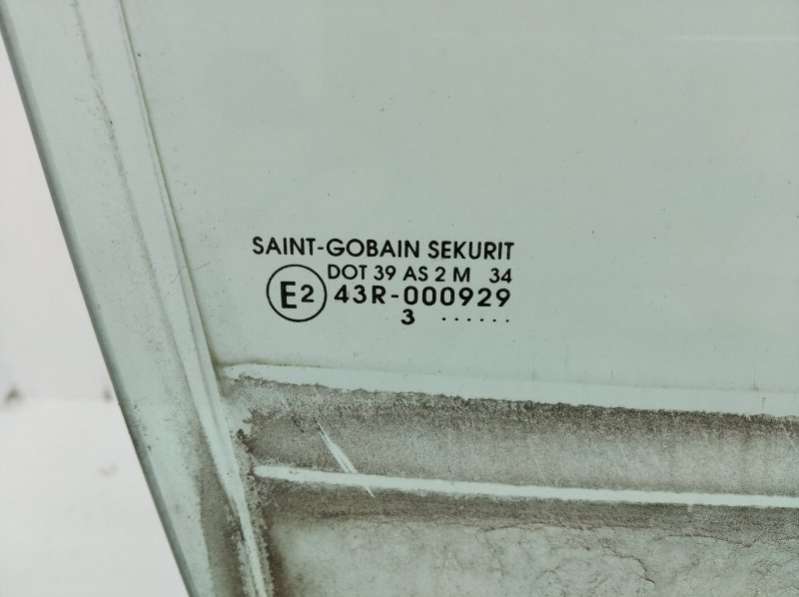 SAINT-GOBAIN SEKURIT
DOT 39 AS 2 M 34
E2 43R-000929
3 ......